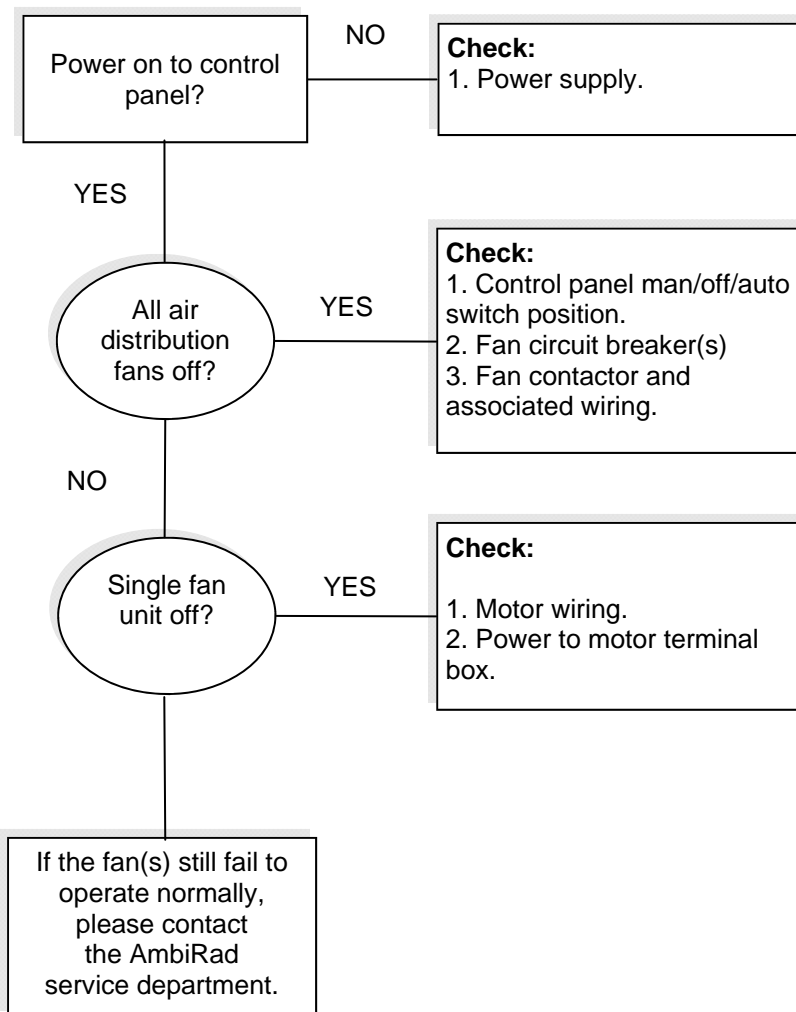 Power on to control
panel?
NO
Check:
1. Power supply.
YES
All air
distribution
fans off?
YES
Check:
1. Control panel man/off/auto
switch position.
2. Fan circuit breaker(s)
3. Fan contactor and
associated wiring.
NO
Single fan
unit off?
YES
Check:
1. Motor wiring.
2. Power to motor terminal
box.
If the fan(s) still fail to
operate normally,
please contact
the AmbiRad
service department.